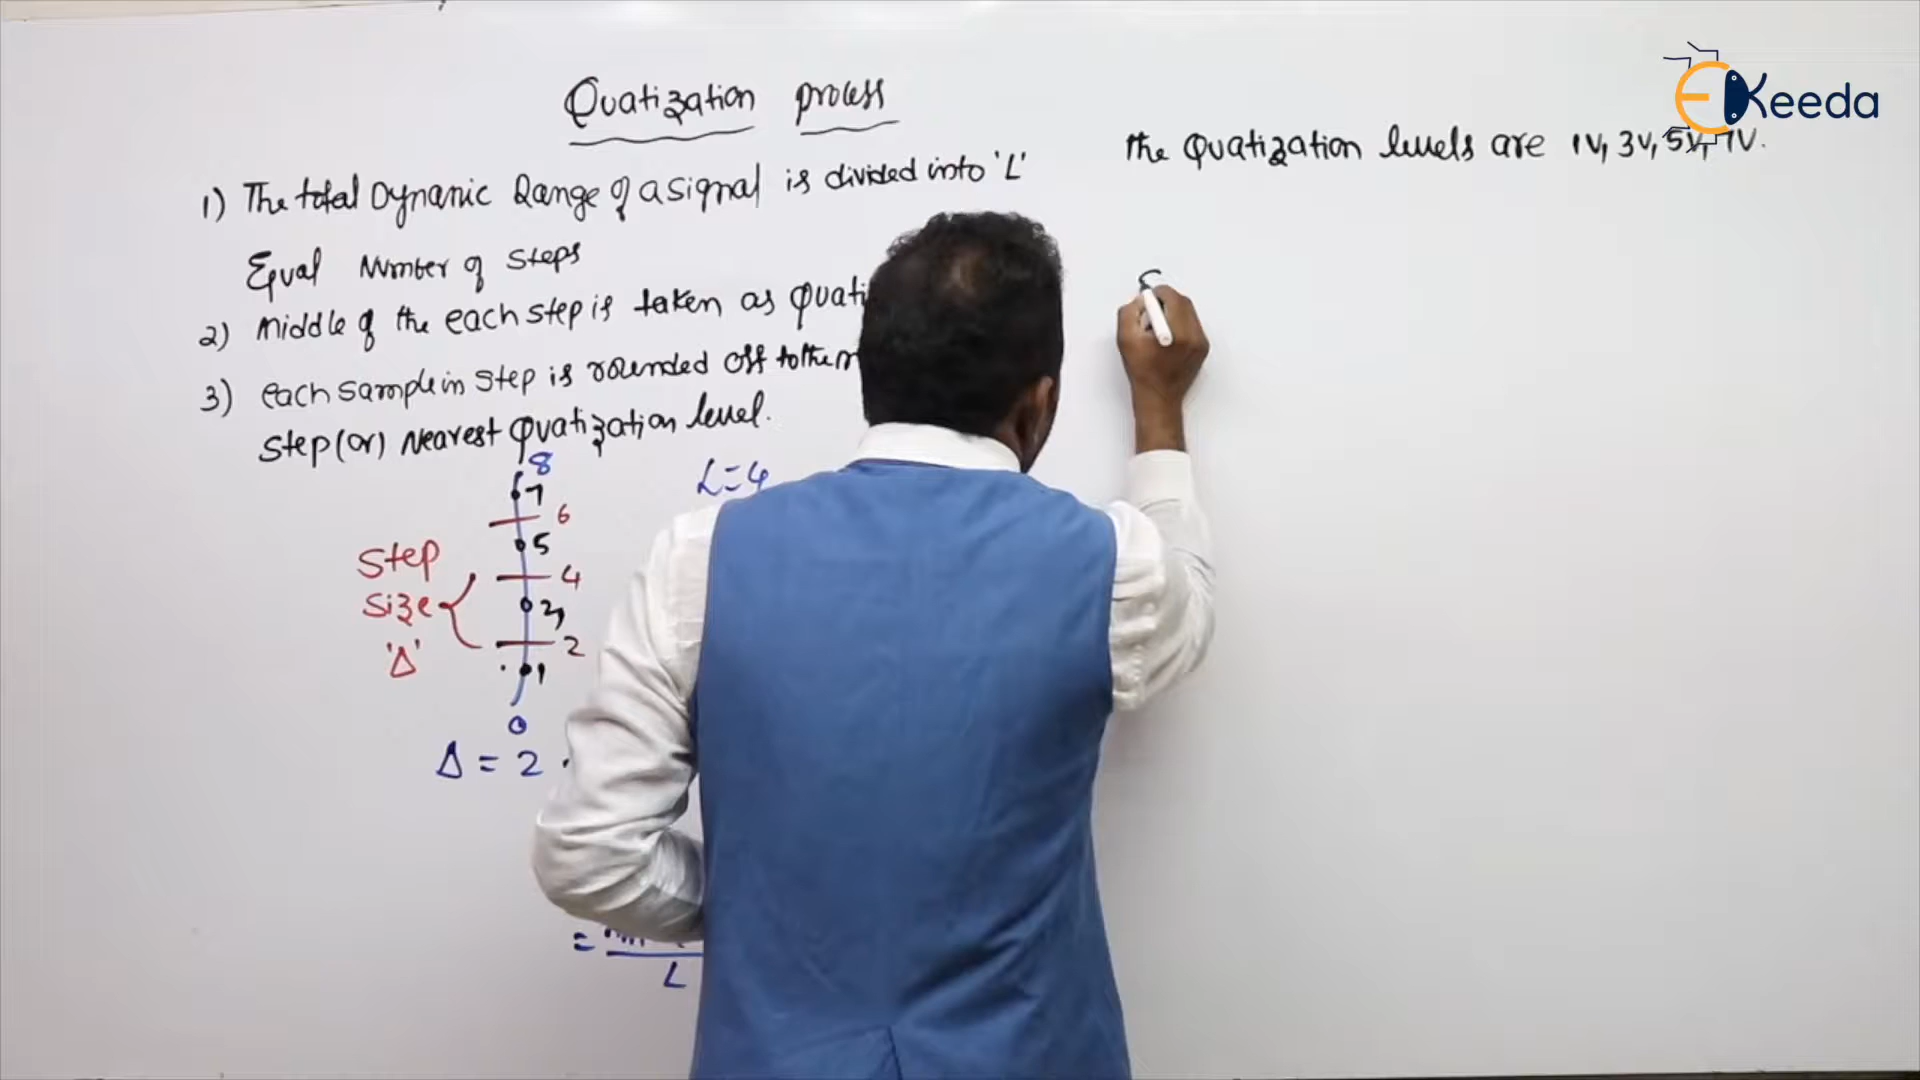 Quatization process
1) The total Dynamic Range of a signal is divided into 'L'
Equal Number of Steps
2) Middle of the each step is taken as
3) each sample in step is rounded off to the
Step (or) Nearest Quatization level.
8
7
6
5
4
3
2
1
0
Step
Size
'Δ'
Δ = 2
L=4
=
L
EKeeda
the Quatization levels are 1V, 3V, 5V, 7V.